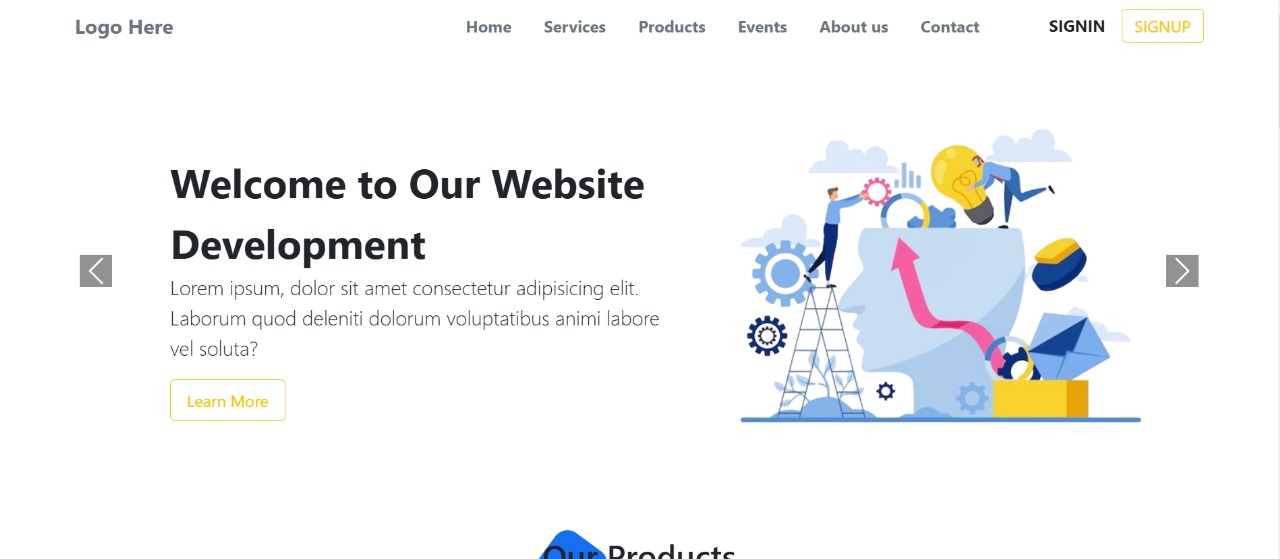 Logo Here
Home Services Products Events About us Contact SIGNIN SIGNUP
Welcome to Our Website
Development
Lorem ipsum, dolor sit amet consectetur adipisicing elit.
Laborum quod deleniti dolorum voluptatibus animi labore
vel soluta?
Learn More
Our Products